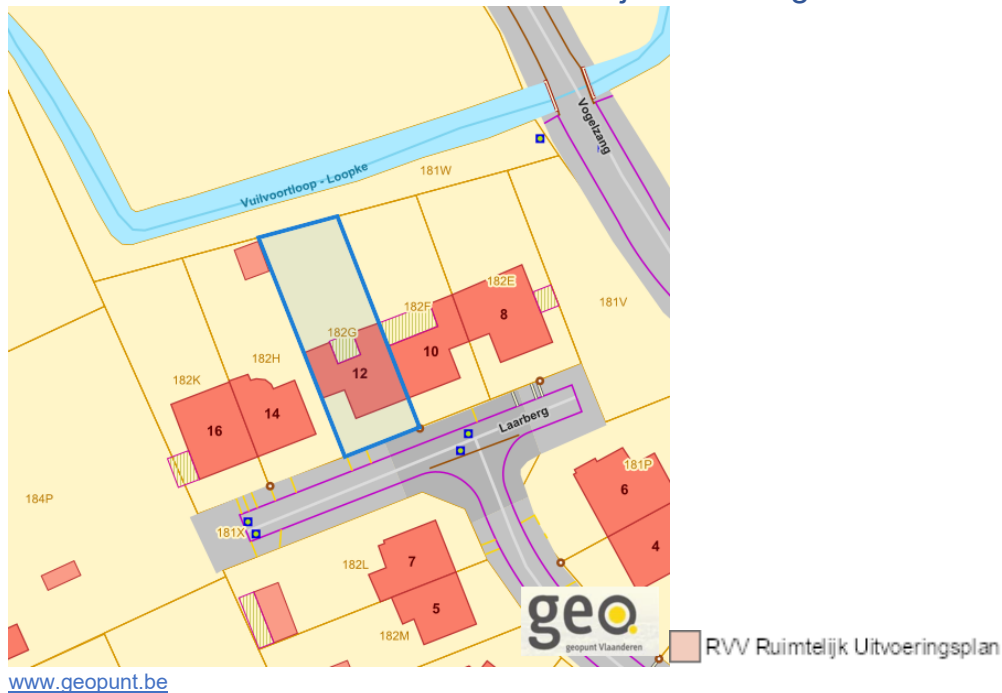 Vogelzang
Vuilvoortloop - Loopke
181W
182E
181V
182F
8
182G
10
182H
12
182K
14
16
Laarberg
181P
6
184P
4
181X
182L
7
5
182M
geo
geopunt Vlaanderen
RVV Ruimtelijk Uitvoeringsplan
www.geopunt.be